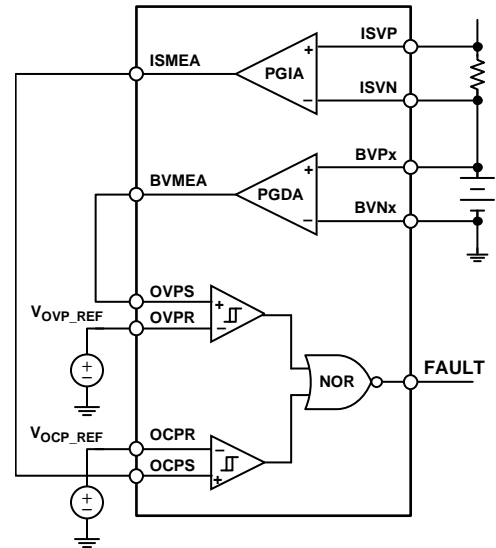 ISVP
ISMEA
PGIA
+
−
ISVN
BVPx
BVMEA
PGDA
+
−
BVNx
OVPS
+
VOVP_REF
OVPR
−
+
−
NOR
FAULT
VOCP_REF
OCPR
−
OCPS
+
+
−